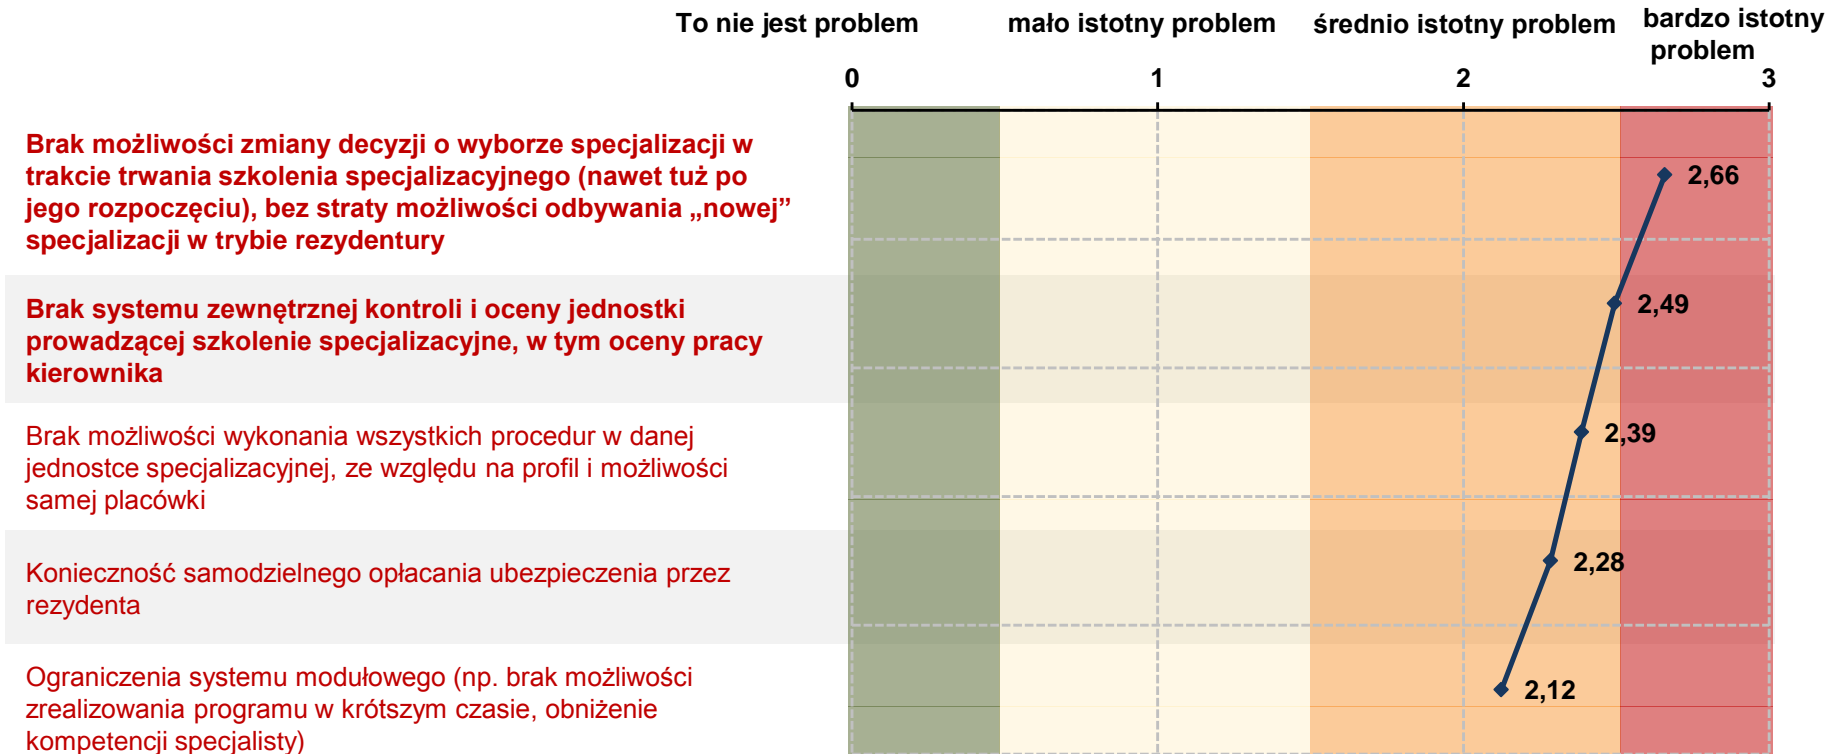 To nie jest problem
mało istotny problem
średnio istotny problem
bardzo istotny
problem
0
1
2
3
Brak możliwości zmiany decyzji o wyborze specjalizacji w
trakcie trwania szkolenia specjalizacyjnego (nawet tuż po
jego rozpoczęciu), bez straty możliwości odbywania „nowej”
specjalizacji w trybie rezydentury
2,66
Brak systemu zewnętrznej kontroli i oceny jednostki
prowadzącej szkolenie specjalizacyjne, w tym oceny pracy
kierownika
2,49
Brak możliwości wykonania wszystkich procedur w danej
jednostce specjalizacyjnej, ze względu na profil i możliwości
samej placówki
2,39
Konieczność samodzielnego opłacania ubezpieczenia przez
rezydenta
2,28
Ograniczenia systemu modułowego (np. brak możliwości
zrealizowania programu w krótszym czasie, obniżenie
kompetencji specjalisty)
2,12